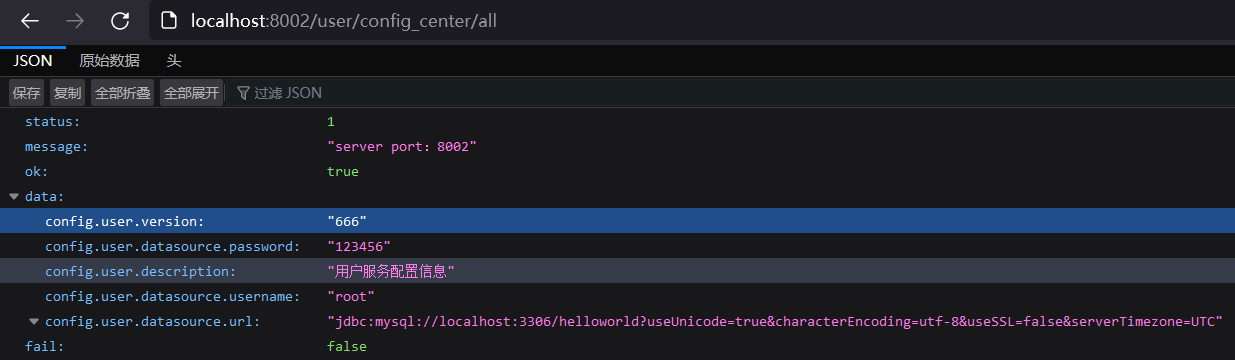 localhost:8002/user/config_center/all
JSON 原始数据 头
保存 复制 全部折叠 全部展开 过滤 JSON
status: 1
message: "server port：8002"
ok: true
data:
config.user.version: "666"
config.user.datasource.password: "123456"
config.user.description: "用户服务配置信息"
config.user.datasource.username: "root"
config.user.datasource.url: "jdbc:mysql://localhost:3306/helloworld?useUnicode=true&characterEncoding=utf-8&useSSL=false&serverTimezone=UTC"
fail: false